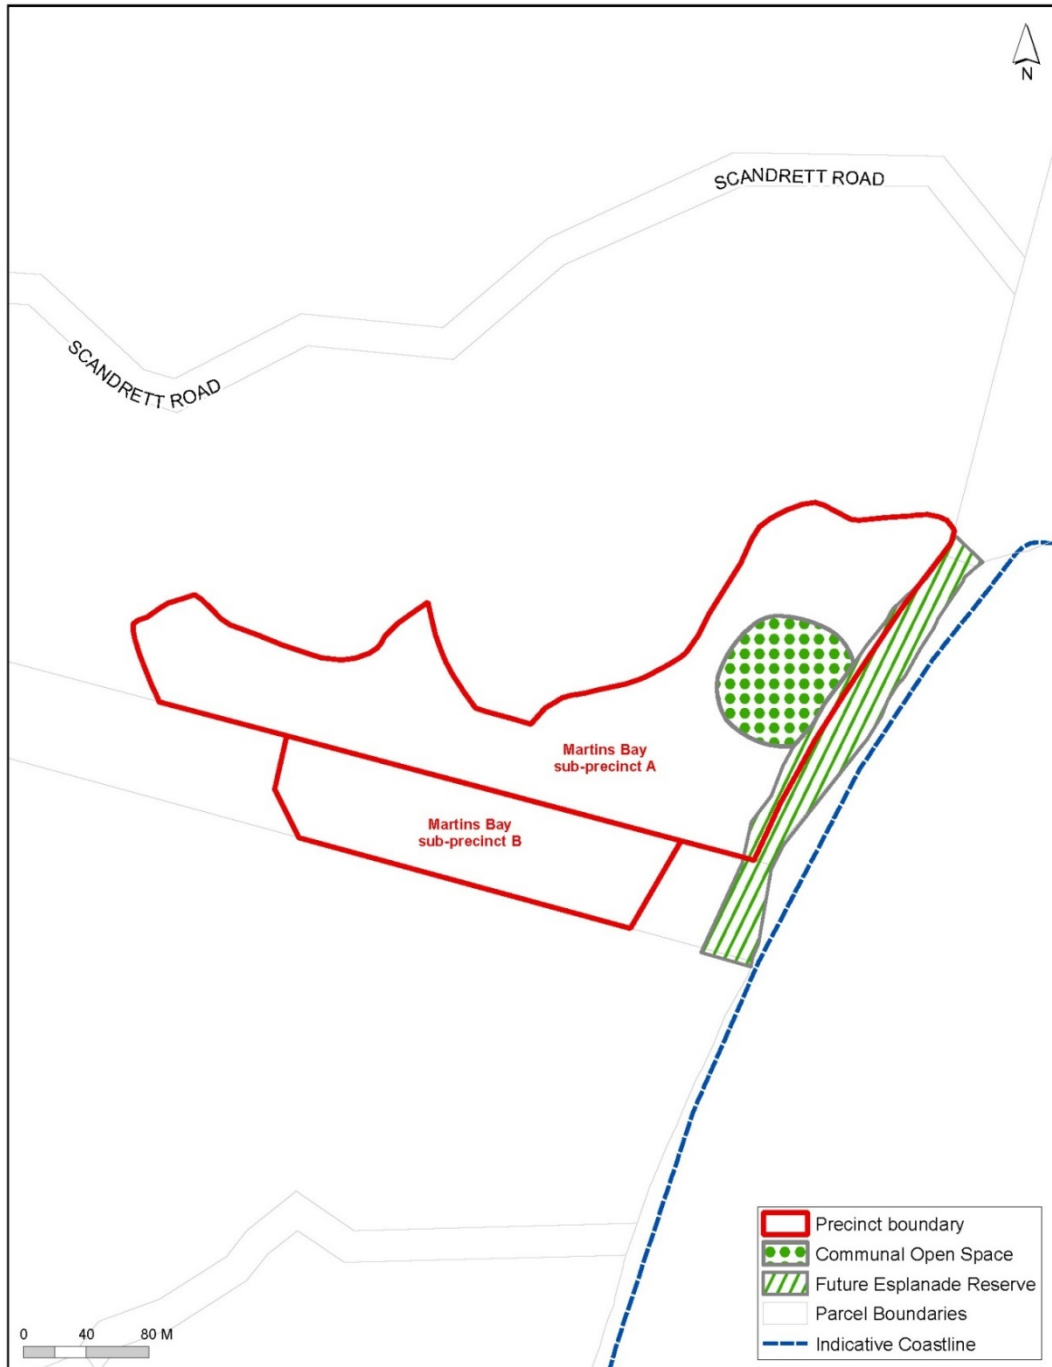 N
SCANDRETT ROAD
SCANDRETT ROAD
Martins Bay
sub-precinct A
Martins Bay
sub-precinct B
Precinct boundary
Communal Open Space
Future Esplanade Reserve
Parcel Boundaries
Indicative Coastline
0 40 80 M